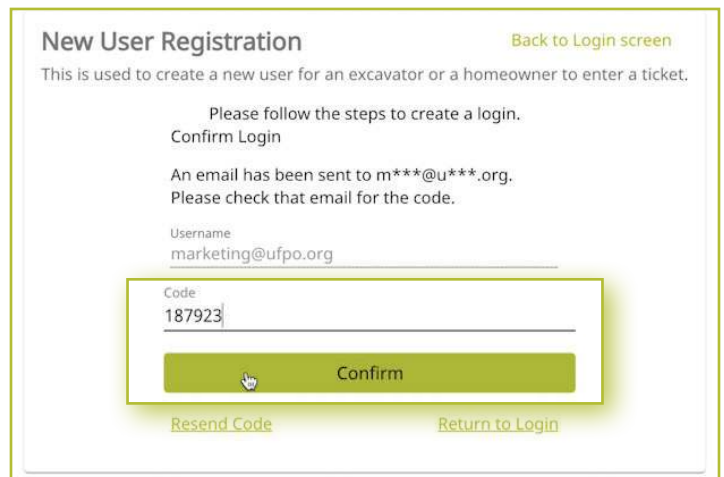 New User Registration
Back to Login screen
This is used to create a new user for an excavator or a homeowner to enter a ticket.
Please follow the steps to create a login.
Confirm Login
An email has been sent to m***@u***.org.
Please check that email for the code.
Username
marketing@ufpo.org
Code
187923
Confirm
Resend Code
Return to Login